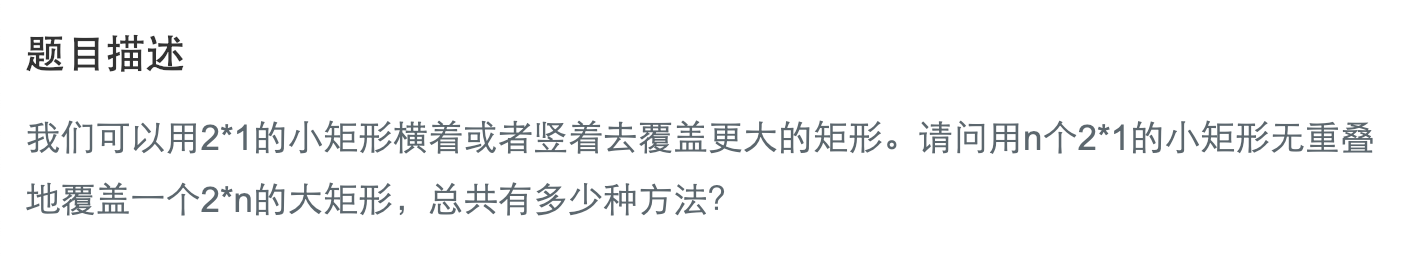 题目描述
我们可以用2*1的小矩形横着或者竖着去覆盖更大的矩形。请问用n个2*1的小矩形无重叠
地覆盖一个2*n的大矩形，总共有多少种方法？